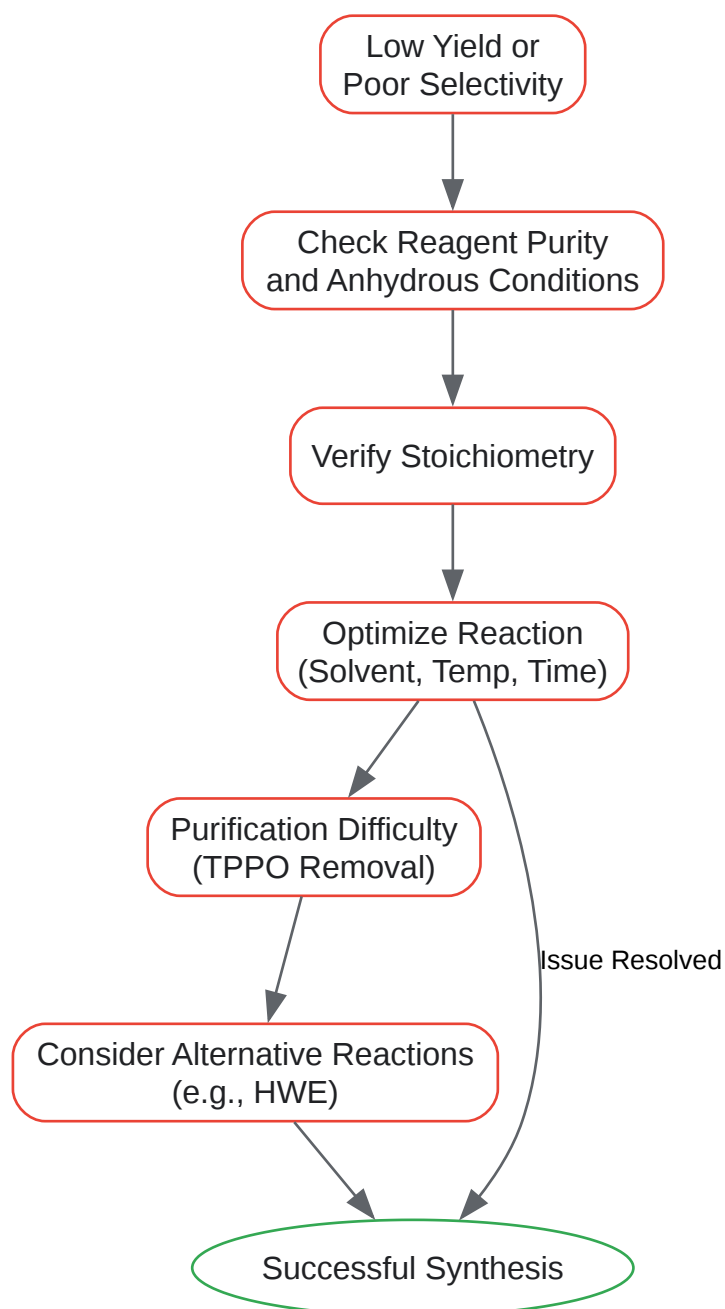 Low Yield or
Poor Selectivity
Check Reagent Purity
and Anhydrous Conditions
Verify Stoichiometry
Optimize Reaction
(Solvent, Temp, Time)
Purification Difficulty
(TPPO Removal)
Issue Resolved
Consider Alternative Reactions
(e.g., HWE)
Successful Synthesis